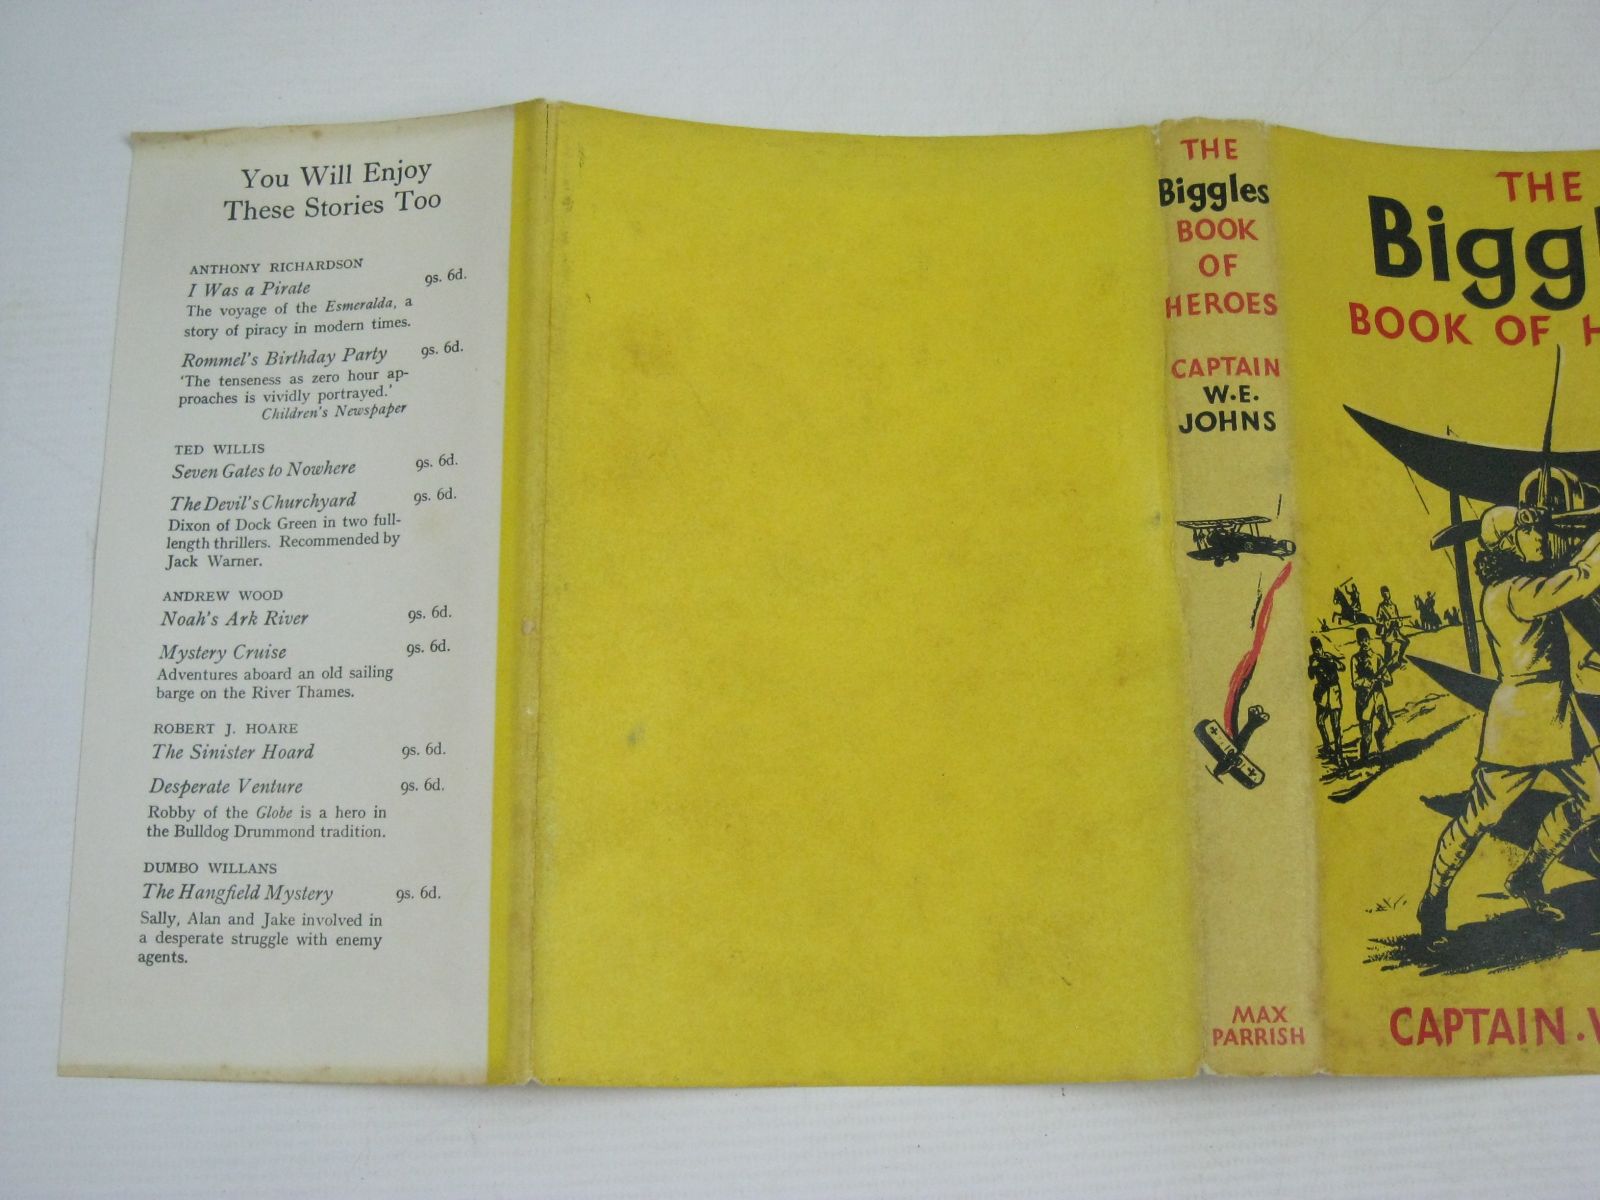 You Will Enjoy
These Stories Too
ANTHONY RICHARDSON
I Was a Pirate 9s. 6d.
The voyage of the Esmeralda, a
story of piracy in modern times.
Rommel's Birthday Party 9s. 6d.
'The tenseness as zero hour ap-
proaches is vividly portrayed.'
Children's Newspaper
TED WILLIS
Seven Gates to Nowhere 9s. 6d.
The Devil's Churchyard 9s. 6d.
Dixon of Dock Green in two full-
length thrillers. Recommended by
Jack Warner.
ANDREW WOOD
Noah's Ark River 9s. 6d.
Mystery Cruise 9s. 6d.
Adventures aboard an old sailing
barge on the River Thames.
ROBERT J. HOARE
The Sinister Hoard 9s. 6d.
Desperate Venture 9s. 6d.
Robby of the Globe is a hero in
the Bulldog Drummond tradition.
DUMBO WILLANS
The Hangfield Mystery 9s. 6d.
Sally, Alan and Jake involved in
a desperate struggle with enemy
agents.
THE
Biggles
BOOK
OF
HEROES
CAPTAIN
W.E.
JOHNS
MAX
PARRISH
THE
Bigg
BOOK OF H
CAPTAIN. W